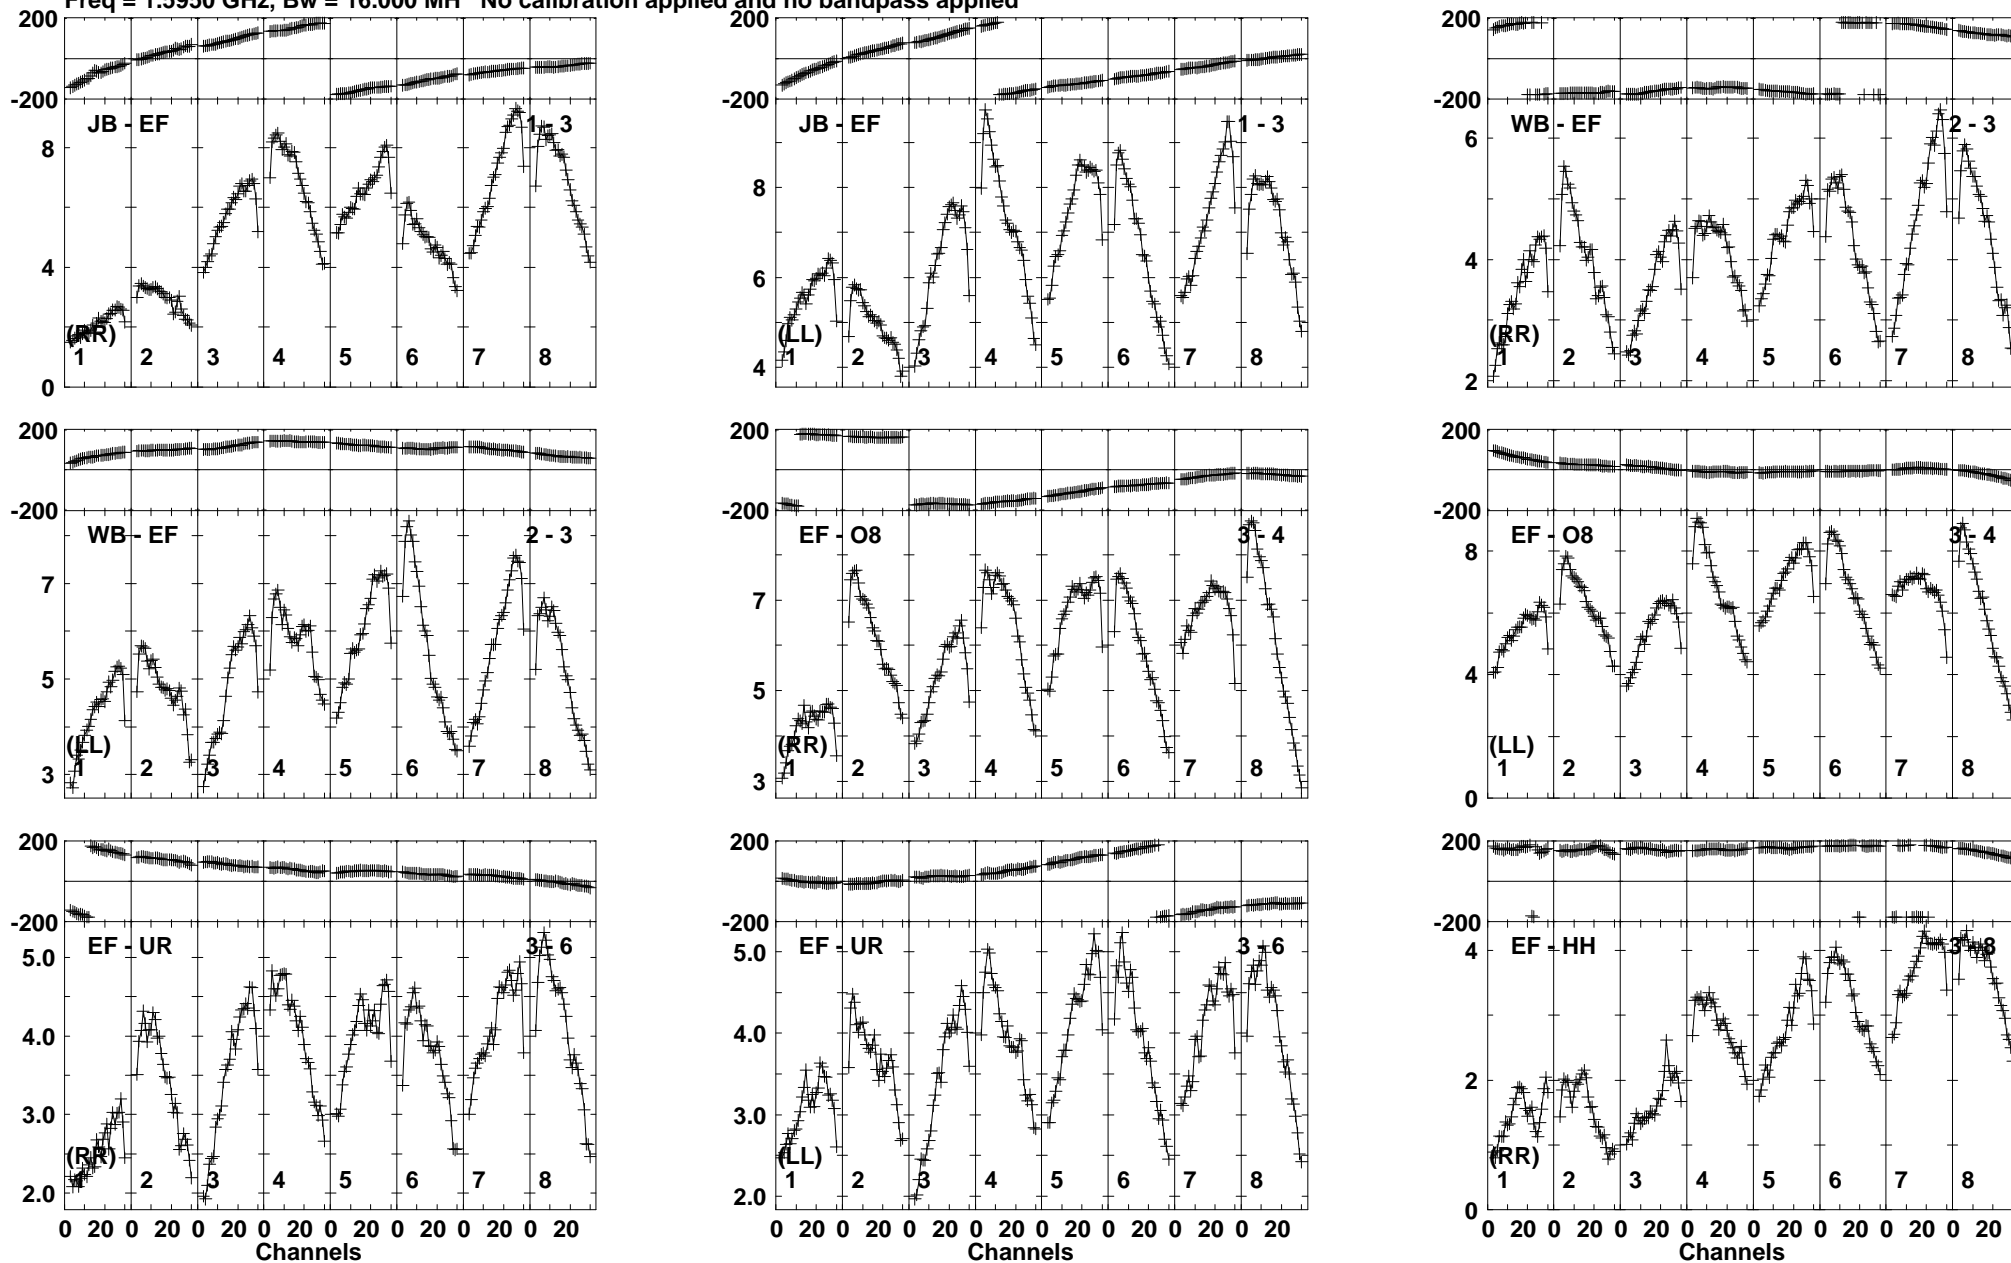 Freq = 1.5950 GHz, Bw = 16.000 MH No calibration applied and no bandpass applied
200 200 200
-200 -200 -200
JB - EF 1 - 3 JB - EF 1 - 3 WB - EF 2 - 3
8 8 6
4 6 4
(RR) (LL) (RR)
1 2 3 4 5 6 7 8 1 2 3 4 5 6 7 8 1 2 3 4 5 6 7 8
0 4 2
200 200 200
-200 -200 -200
WB - EF 2 - 3 EF - O8 3 - 4 EF - O8 3 - 4
7 7 8
5 5 4
(LL) (RR) (LL)
1 2 3 4 5 6 7 8 1 2 3 4 5 6 7 8 1 2 3 4 5 6 7 8
3 3 0
200 200 200
-200 -200 -200
EF - UR 3 - 6 EF - UR 3 - 6 EF - HH 3 - 8
5.0 5.0 4
4.0 4.0
3.0 3.0 2
(RR) (LL) (RR)
1 2 3 4 5 6 7 8 1 2 3 4 5 6 7 8 1 2 3 4 5 6 7 8
2.0 2.0 0
0 20 0 20 0 20 0 20 0 20 0 20 0 20 0 20 0 20 0 20 0 20 0 20 0 20 0 20 0 20 0 20 0 20 0 20 0 20 0 20 0 20 0 20 0 20 0 20
Channels Channels Channels